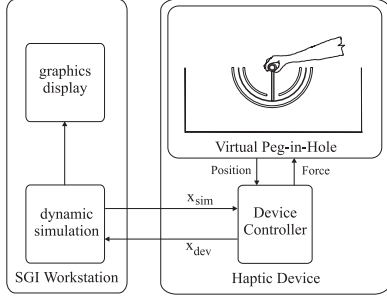 graphics
display
Virtual Peg-in-Hole
Position
Force
dynamic
simulation
x_sim
x_dev
Device
Controller
SGI Workstation
Haptic Device